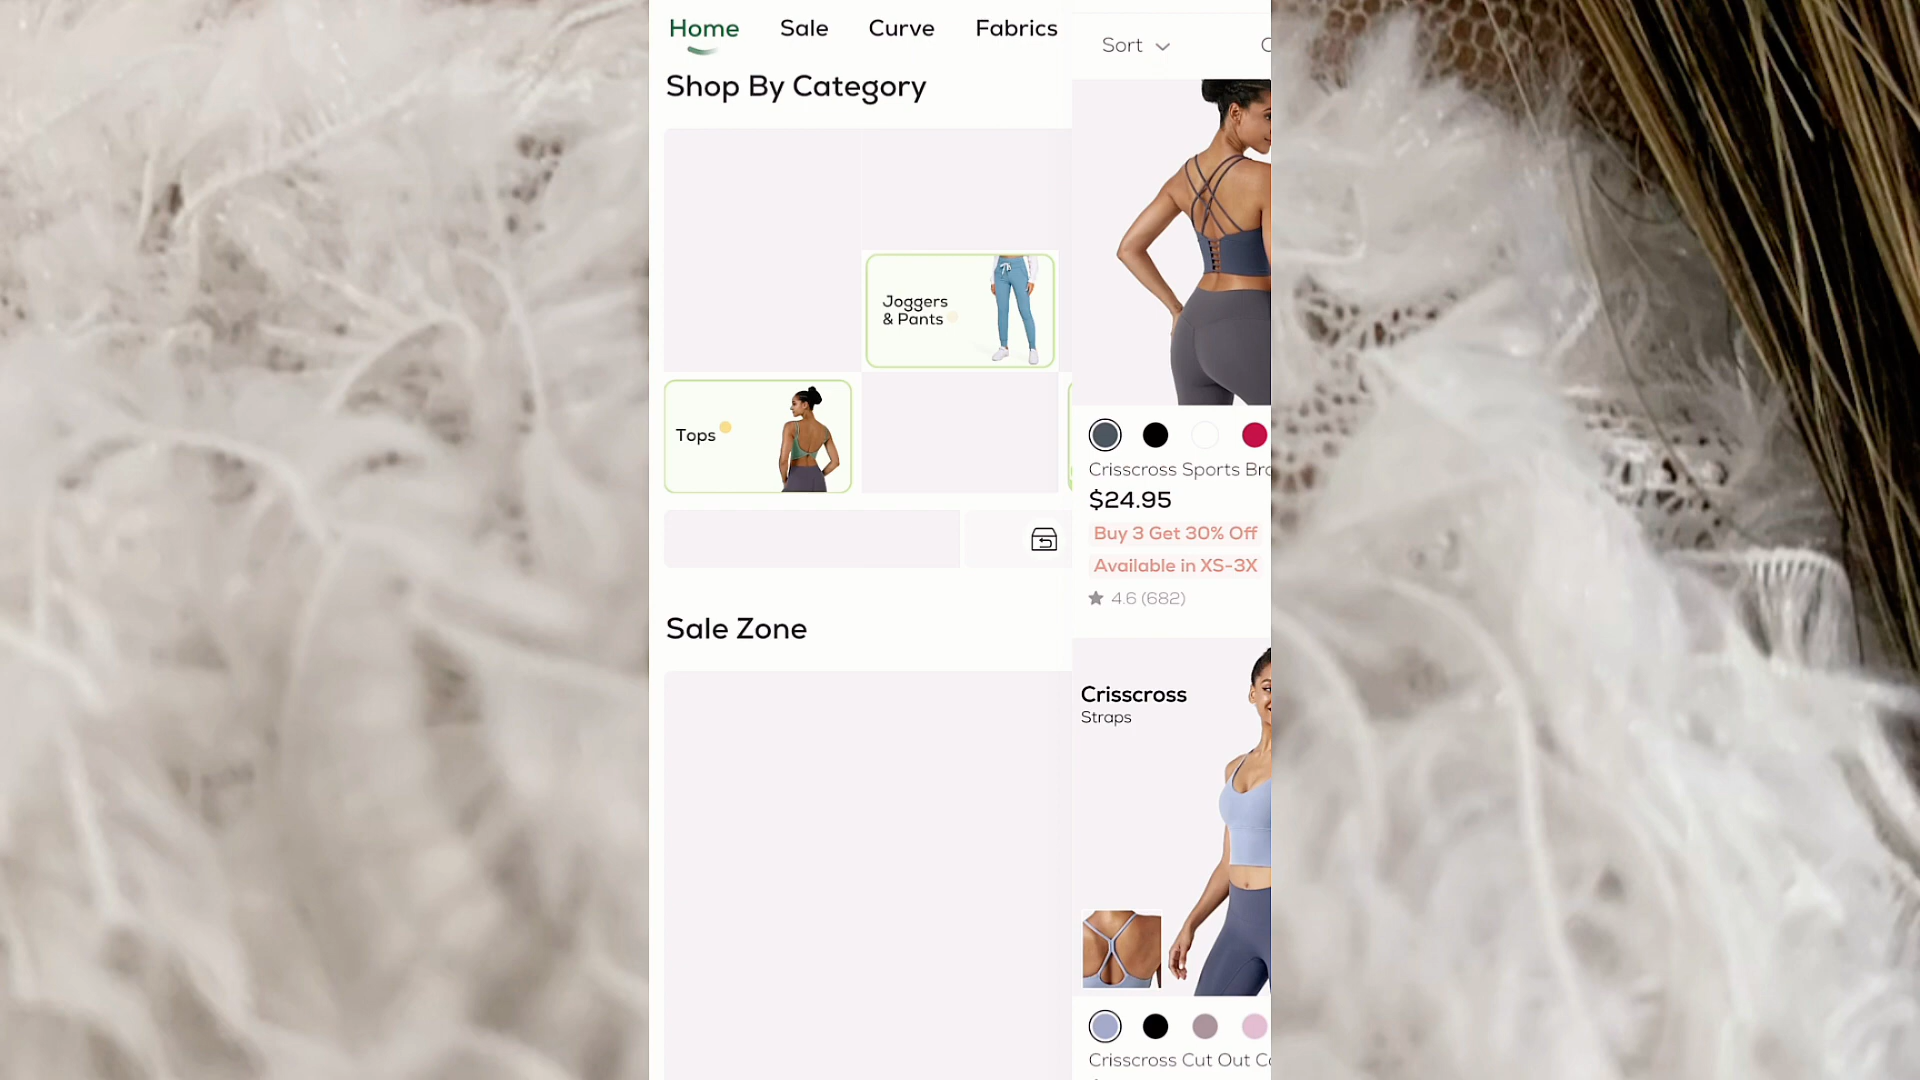 Home Sale Curve Fabrics
Shop By Category
Joggers
& Pants
Tops
Sale Zone
Sort
Crisscross Sports
$24.95
Buy 3 Get 30% Off
Available in XS-3X
4.6 (682)
Crisscross
Straps
Crisscross Cut Out